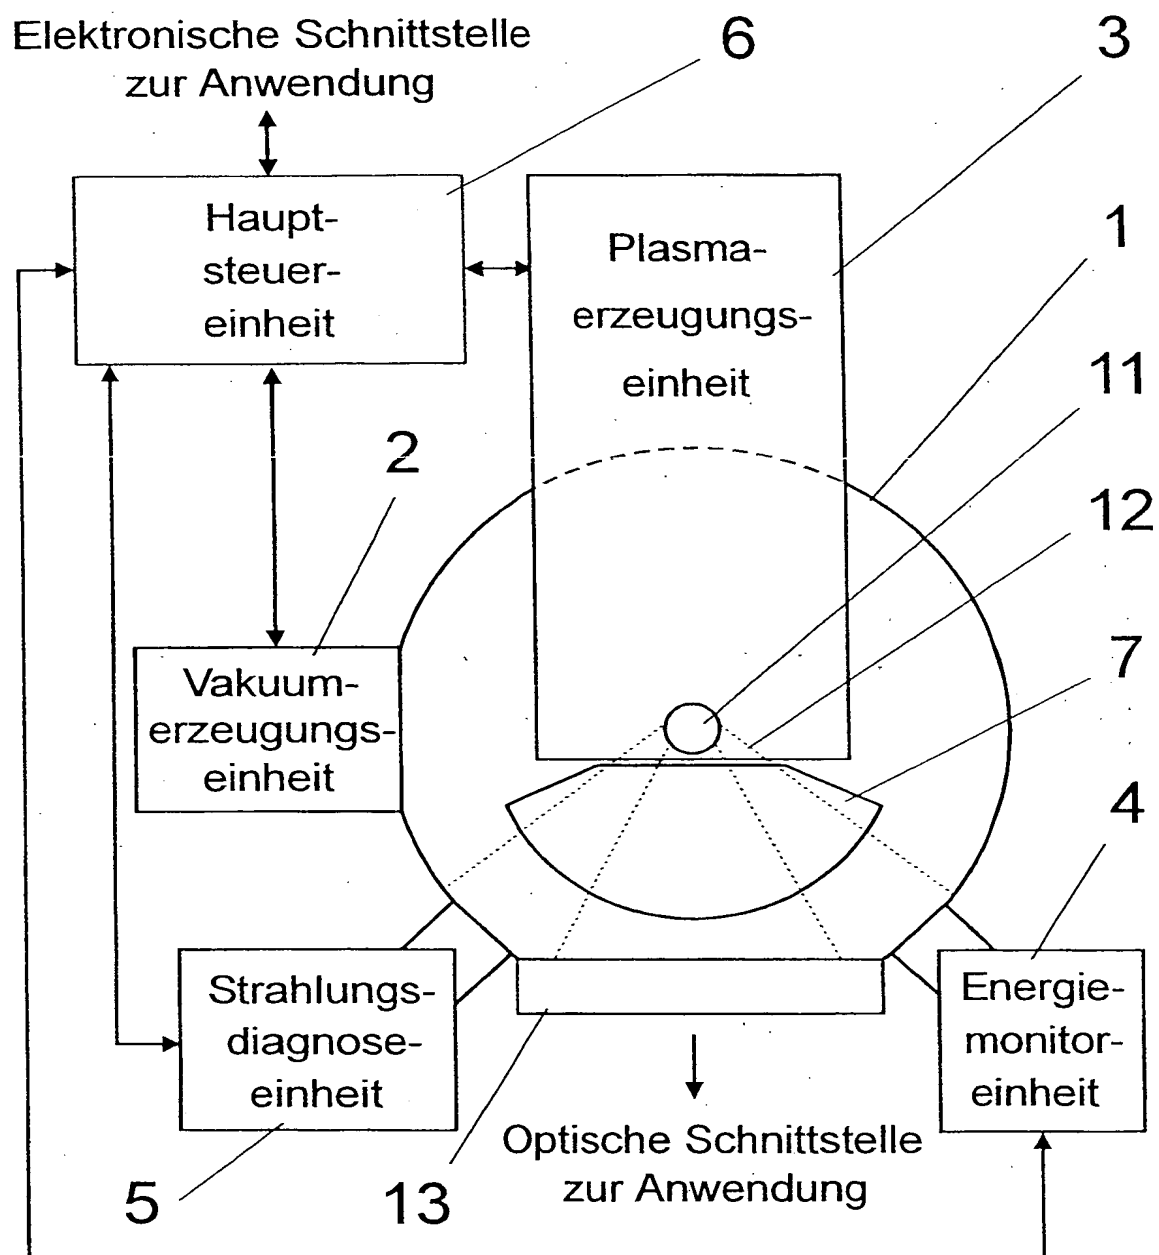 Elektronische Schnittstelle
zur Anwendung
6
3
Haupt-
steuer-
einheit
Plasma-
erzeugungs-
einheit
1
11
2
12
Vakuum-
erzeugungs-
einheit
7
4
Strahlungs-
diagnose-
einheit
Energie-
monitor-
einheit
Optische Schnittstelle
zur Anwendung
5
13